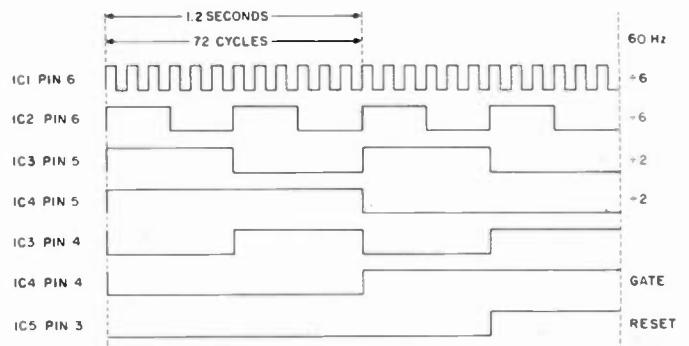 1.2 SECONDS
72 CYCLES
60 Hz
IC1 PIN 6
÷6
IC2 PIN 6
÷6
IC3 PIN 5
÷2
IC4 PIN 5
÷2
IC3 PIN 4
IC4 PIN 4
GATE
IC5 PIN 3
RESET